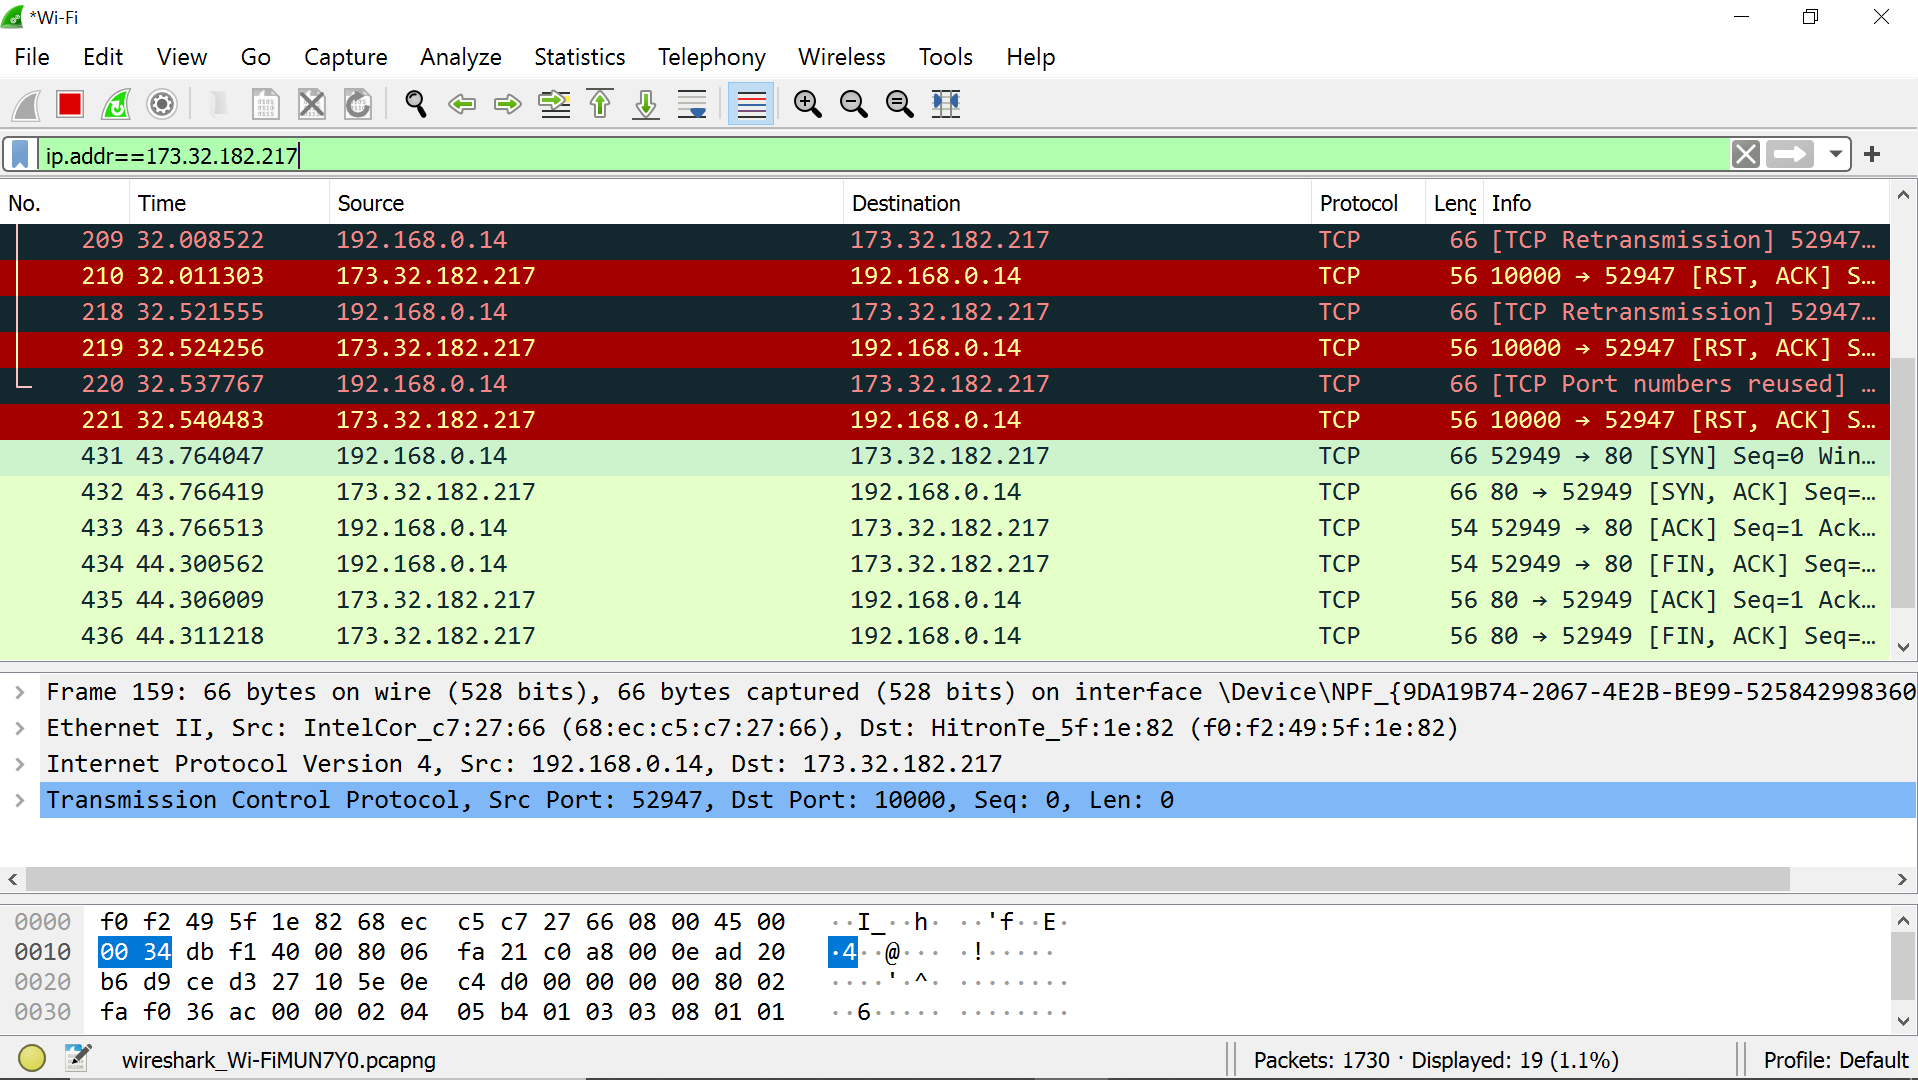 *Wi-Fi
File Edit View Go Capture Analyze Statistics Telephony Wireless Tools Help
ip.addr==173.32.182.217
No. Time Source Destination Protocol Leng Info
209 32.008522 192.168.0.14 173.32.182.217 TCP 66 [TCP Retransmission] 52947…
210 32.011303 173.32.182.217 192.168.0.14 TCP 56 10000 → 52947 [RST, ACK] S…
218 32.521555 192.168.0.14 173.32.182.217 TCP 66 [TCP Retransmission] 52947…
219 32.524256 173.32.182.217 192.168.0.14 TCP 56 10000 → 52947 [RST, ACK] S…
220 32.537767 192.168.0.14 173.32.182.217 TCP 66 [TCP Port numbers reused] …
221 32.540483 173.32.182.217 192.168.0.14 TCP 56 10000 → 52947 [RST, ACK] S…
431 43.764047 192.168.0.14 173.32.182.217 TCP 66 52949 → 80 [SYN] Seq=0 Win…
432 43.766419 173.32.182.217 192.168.0.14 TCP 66 80 → 52949 [SYN, ACK] Seq=…
433 43.766513 192.168.0.14 173.32.182.217 TCP 54 52949 → 80 [ACK] Seq=1 Ack…
434 44.300562 192.168.0.14 173.32.182.217 TCP 54 52949 → 80 [FIN, ACK] Seq=…
435 44.306009 173.32.182.217 192.168.0.14 TCP 56 80 → 52949 [ACK] Seq=1 Ack…
436 44.311218 173.32.182.217 192.168.0.14 TCP 56 80 → 52949 [FIN, ACK] Seq=…
Frame 159: 66 bytes on wire (528 bits), 66 bytes captured (528 bits) on interface \Device\NPF_{9DA19B74-2067-4E2B-BE99-525842998360
Ethernet II, Src: IntelCor_c7:27:66 (68:ec:c5:c7:27:66), Dst: HitronTe_5f:1e:82 (f0:f2:49:5f:1e:82)
Internet Protocol Version 4, Src: 192.168.0.14, Dst: 173.32.182.217
Transmission Control Protocol, Src Port: 52947, Dst Port: 10000, Seq: 0, Len: 0
0000 f0 f2 49 5f 1e 82 68 ec c5 c7 27 66 08 00 45 00 ··I_··h· ··'f··E·
0010 00 34 db f1 40 00 80 06 fa 21 c0 a8 00 0e ad 20 ·4··@··· ·!·····
0020 b6 d9 ce d3 27 10 5e 0e c4 d0 00 00 00 00 80 02 ····'·^· ········
0030 fa f0 36 ac 00 00 02 04 05 b4 01 03 03 08 01 01 ··6····· ········
wireshark_Wi-FiMUN7Y0.pcapng Packets: 1730 · Displayed: 19 (1.1%) Profile: Default